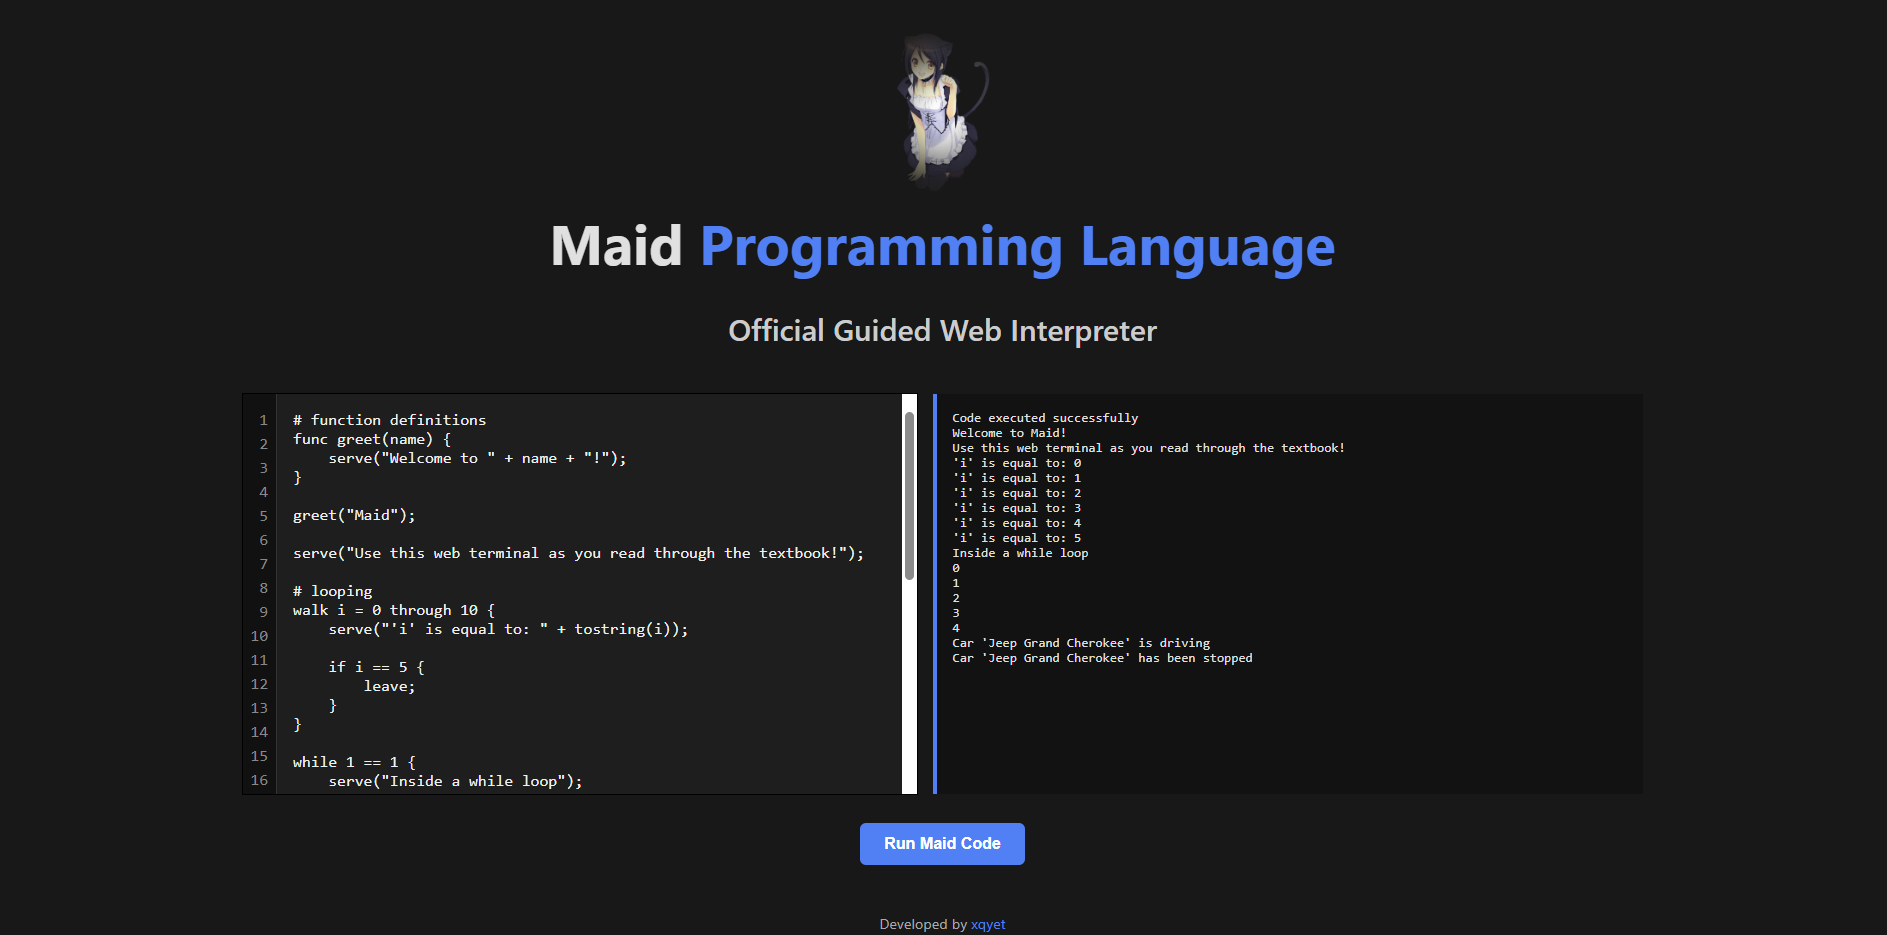 Maid Programming Language
Official Guided Web Interpreter
1
2
3
4
5
6
7
8
9
10
11
12
13
14
15
16
# function definitions
func greet(name) {
    serve("Welcome to " + name + "!");
}
greet("Maid");
serve("Use this web terminal as you read through the textbook!");
# looping
walk i = 0 through 10 {
    serve("'i' is equal to: " + tostring(i));
    if i == 5 {
        leave;
    }
}
while 1 == 1 {
    serve("Inside a while loop");
Code executed successfully
Welcome to Maid!
Use this web terminal as you read through the textbook!
'i' is equal to: 0
'i' is equal to: 1
'i' is equal to: 2
'i' is equal to: 3
'i' is equal to: 4
'i' is equal to: 5
Inside a while loop
0
1
2
3
4
Car 'Jeep Grand Cherokee' is driving
Car 'Jeep Grand Cherokee' has been stopped
Run Maid Code
Developed by xqyet